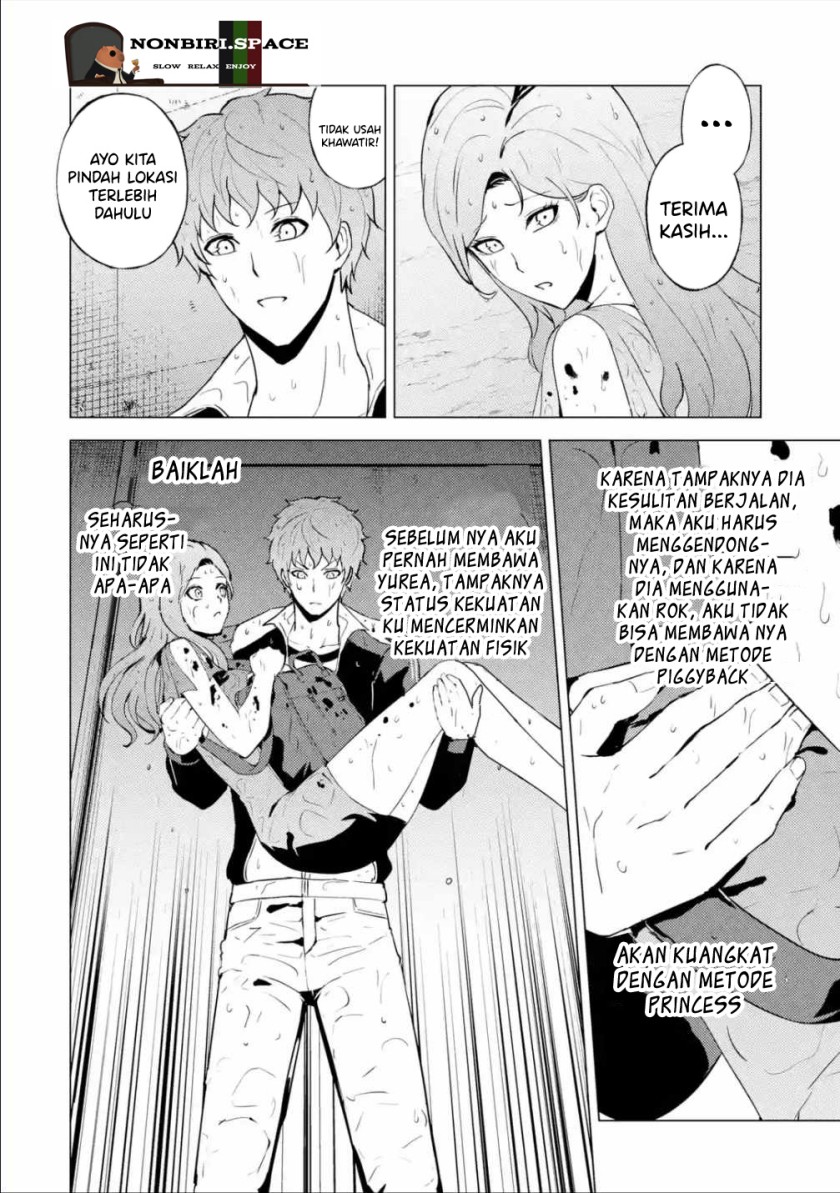 NONBIRI.SPACE
SLOW RELAX ENJOY
...
TERIMA
KASIH...
TIDAK USAH
KHAWATIR!
AYO KITA
PINDAH LOKASI
TERLEBIH
DAHULU
KARENA TAMPAKNYA DIA
KESULITAN BERJALAN,
MAKA AKU HARUS
MENGGENDONG-
NYA, DAN KARENA
DIA MENGGUNA-
KAN ROK, AKU TIDAK
BISA MEMBAWA NYA
DENGAN METODE
PIGGYBACK
AKAN KUANGKAT
DENGAN METODE
PRINCESS
BAIKLAH
SEBELUM NYA AKU
PERNAH MEMBAWA
YUREA, TAMPAKNYA
STATUS KEKUATAN
KU MENCERMINKAN
KEKUATAN FISIK
SEHARUS-
NYA SEPERTI
INI TIDAK
APA-APA